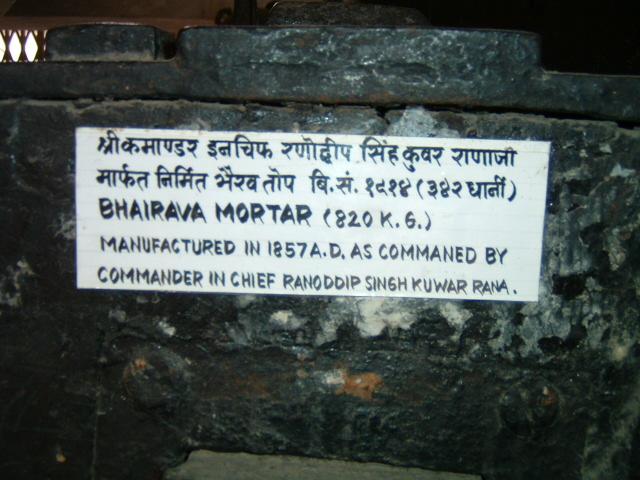 श्रीकमाण्डर इनचिफ रणोद्वीप सिंह कुवर राणाजी
मार्फत निर्मित भैरव तोप बि.सं. १९१४ (३४२ धार्नी)
BHAIRAVA MORTAR (820 K.G.)
MANUFACTURED IN 1857 A.D. AS COMMANED BY
COMMANDER IN CHIEF RANODDIP SINGH KUWAR RANA.